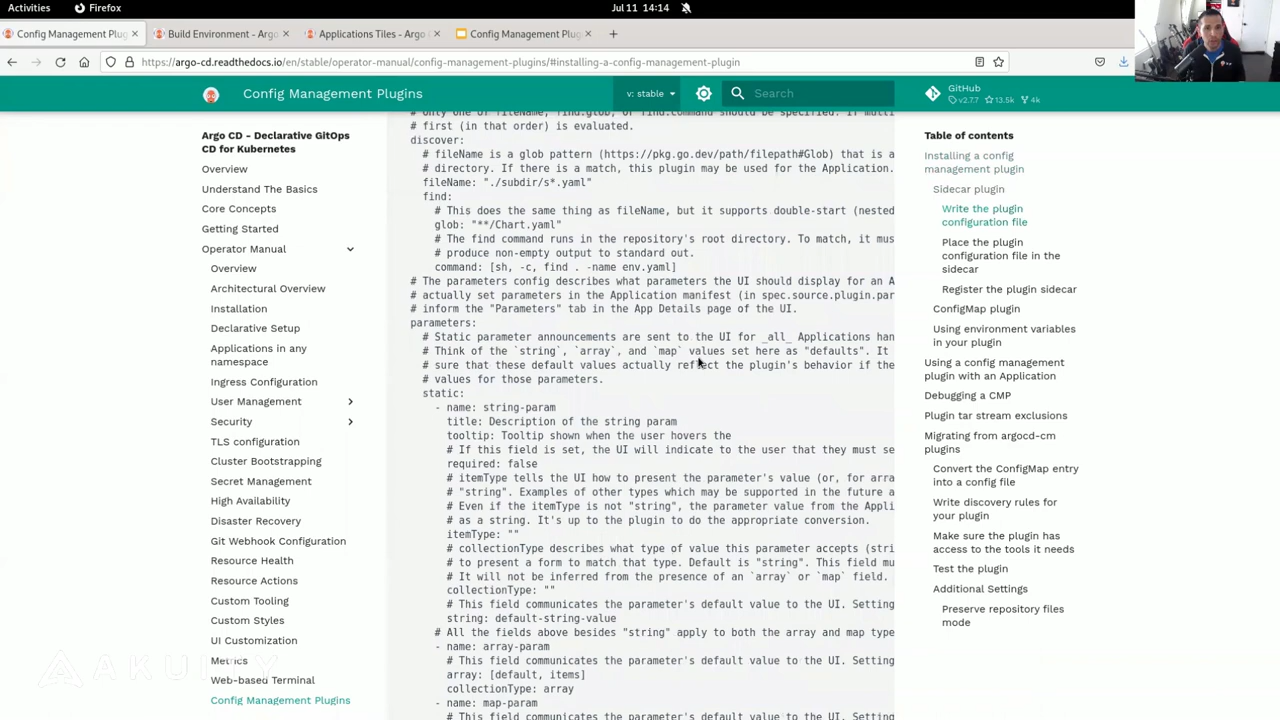 Activities
Firefox
Jul 11 14:14
Config Management Plug
Build Environment - Argo
Applications Tiles - Argo
Config Management Plug
https://argo-cd.readthedocs.io/en/stable/operator-manual/config-management-plugins/#installing-a-config-management-plugin
Config Management Plugins
v: stable
Search
GitHub
v2.7.7 13.5k 4k
Argo CD - Declarative GitOps
CD for Kubernetes
Overview
Understand The Basics
Core Concepts
Getting Started
Operator Manual
Overview
Architectural Overview
Installation
Declarative Setup
Applications in any
namespace
Ingress Configuration
User Management
Security
TLS configuration
Cluster Bootstrapping
Secret Management
High Availability
Disaster Recovery
Git Webhook Configuration
Resource Health
Resource Actions
Custom Tooling
Custom Styles
UI Customization
Metrics
Web-based Terminal
Config Management Plugins
# first (in that order) is evaluated.
discover:
# fileName is a glob pattern (https://pkg.go.dev/path/filepath#Glob) that is a
# directory. If there is a match, this plugin may be used for the Application.
fileName: "./subdir/s*.yaml"
find:
# This does the same thing as fileName, but it supports double-start (nested
glob: "**/Chart.yaml"
# The find command runs in the repository's root directory. To match, it mus
# produce non-empty output to standard out.
command: [sh, -c, find . -name env.yaml]
# The parameters config describes what parameters the UI should display for an A
# actually set parameters in the Application manifest (in spec.source.plugin.par
# inform the "Parameters" tab in the App Details page of the UI.
parameters:
# Static parameter announcements are sent to the UI for _all_ Applications han
# Think of the `string`, `array`, and `map` values set here as "defaults". It
# sure that these default values actually reflect the plugin's behavior if the
# values for those parameters.
static:
- name: string-param
title: Description of the string param
tooltip: Tooltip shown when the user hovers the
# If this field is set, the UI will indicate to the user that they must se
required: false
# itemType tells the UI how to present the parameter's value (or, for arra
# "string". Examples of other types which may be supported in the future a
# Even if the itemType is not "string", the parameter value from the Appli
# as a string. It's up to the plugin to do the appropriate conversion.
itemType: ""
# collectionType describes what type of value this parameter accepts (stri
# to present a form to match that type. Default is "string". This field mu
# It will not be inferred from the presence of an `array` or `map` field.
collectionType: ""
# This field communicates the parameter's default value to the UI. Setting
string: default-string-value
# All the fields above besides "string" apply to both the array and map type
- name: array-param
# This field communicates the parameter's default value to the UI. Setting
array: [default, items]
collectionType: array
- name: map-param
# This field communicates the parameter's default value to the UI. Setting
Table of contents
Installing a config
management plugin
Sidecar plugin
Write the plugin
configuration file
Place the plugin
configuration file in the
sidecar
Register the plugin sidecar
ConfigMap plugin
Using environment variables
in your plugin
Using a config management
plugin with an Application
Debugging a CMP
Plugin tar stream exclusions
Migrating from argocd-cm
plugins
Convert the ConfigMap entry
into a config file
Write discovery rules for
your plugin
Make sure the plugin has
access to the tools it needs
Test the plugin
Additional Settings
Preserve repository files
mode
AKUITY